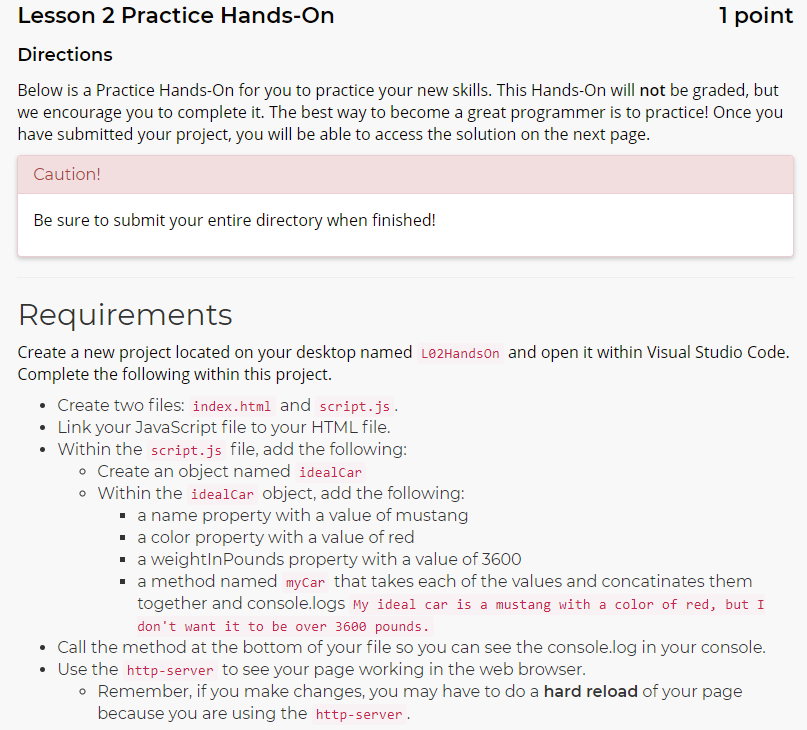 Lesson 2 Practice Hands-On 1 point
Directions
Below is a Practice Hands-On for you to practice your new skills. This Hands-On will not be graded, but
we encourage you to complete it. The best way to become a great programmer is to practice! Once you
have submitted your project, you will be able to access the solution on the next page.
Caution!
Be sure to submit your entire directory when finished!
Requirements
Create a new project located on your desktop named L02HandsOn and open it within Visual Studio Code.
Complete the following within this project.
• Create two files: index.html and script.js.
• Link your JavaScript file to your HTML file.
• Within the script.js file, add the following:
◦ Create an object named idealCar
◦ Within the idealCar object, add the following:
▪ a name property with a value of mustang
▪ a color property with a value of red
▪ a weightInPounds property with a value of 3600
▪ a method named myCar that takes each of the values and concatinates them
together and console.logs My ideal car is a mustang with a color of red, but I
don't want it to be over 3600 pounds.
• Call the method at the bottom of your file so you can see the console.log in your console.
• Use the http-server to see your page working in the web browser.
◦ Remember, if you make changes, you may have to do a hard reload of your page
because you are using the http-server.